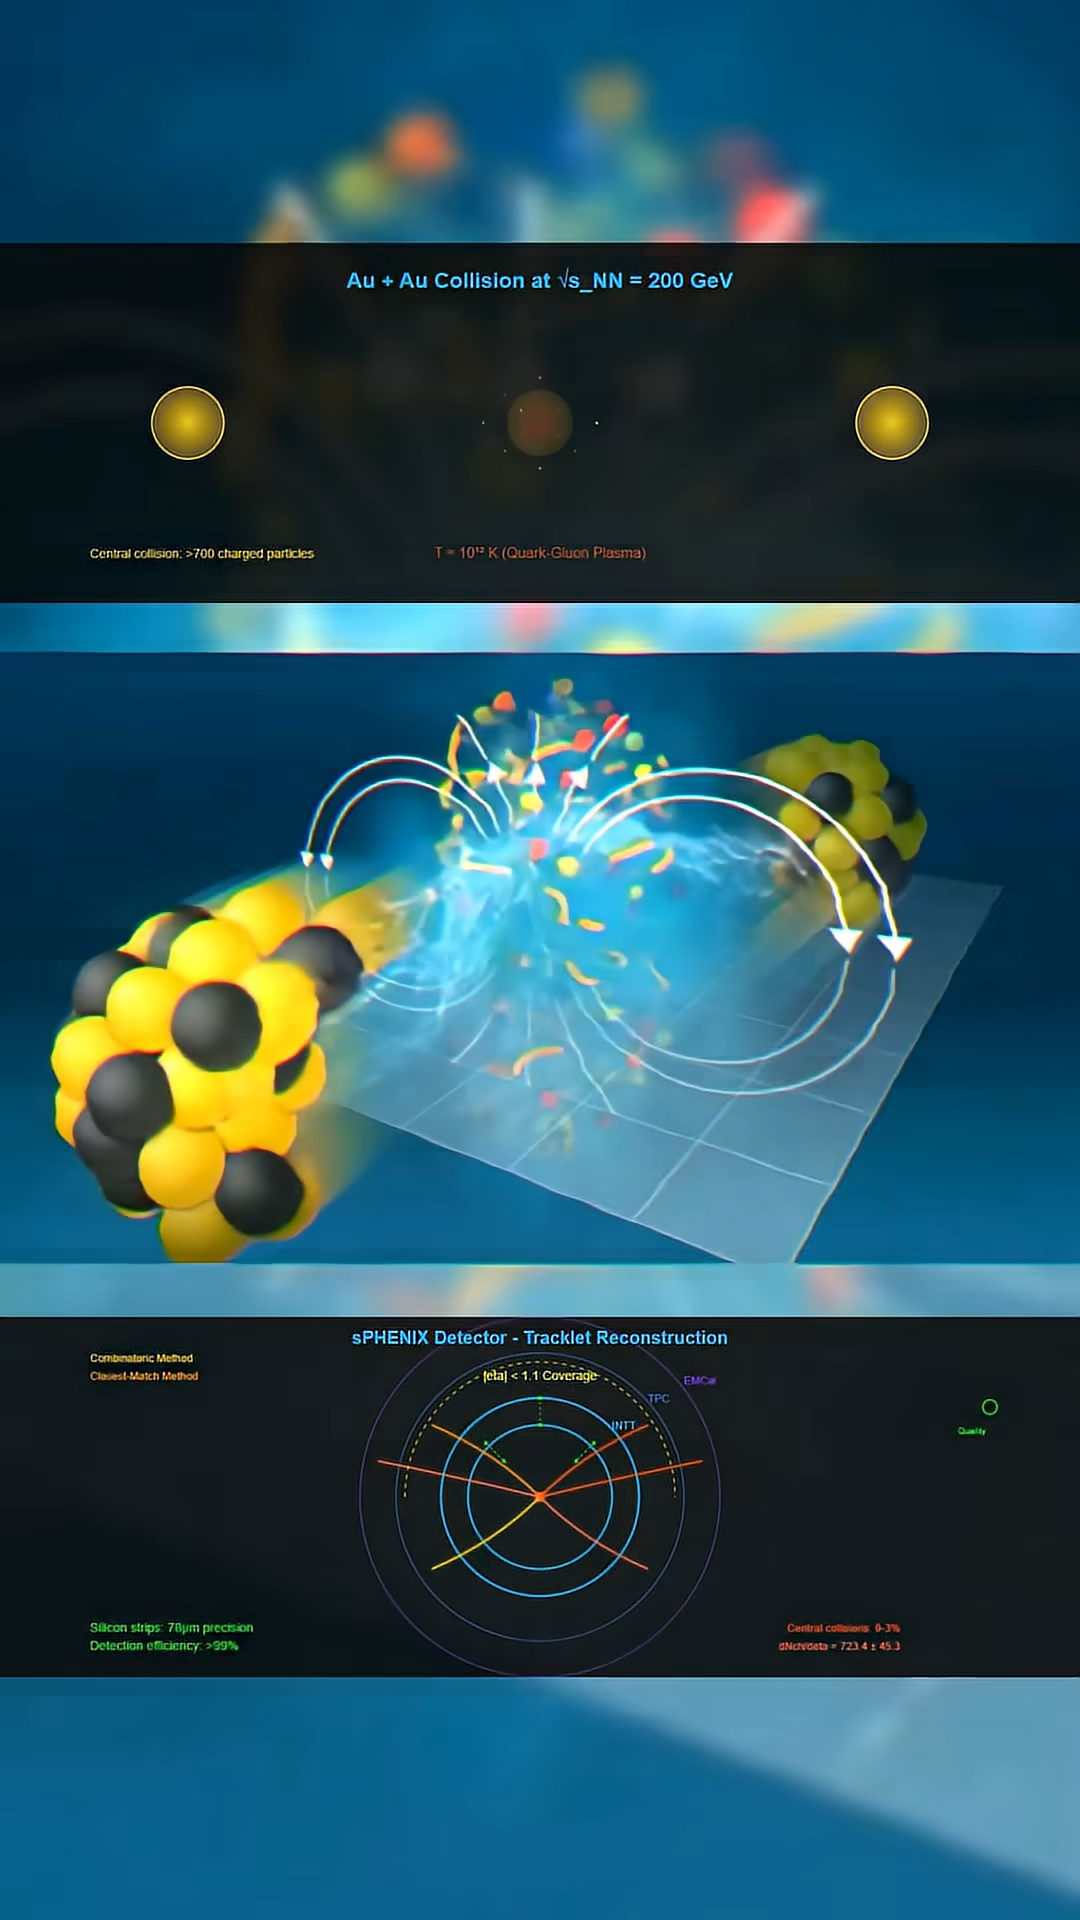 Au + Au Collision at √s_NN = 200 GeV
Central collision: >700 charged particles
T = 10¹² K (Quark-Gluon Plasma)
sPHENIX Detector - Tracklet Reconstruction
Combinatoric Method
Closest-Match Method
|eta| < 1.1 Coverage
EMCal
TPC
INTT
Quality
Silicon strips: 78μm precision
Detection efficiency: >99%
Central collisions: 0-3%
dNch/deta = 723.4 ± 45.3